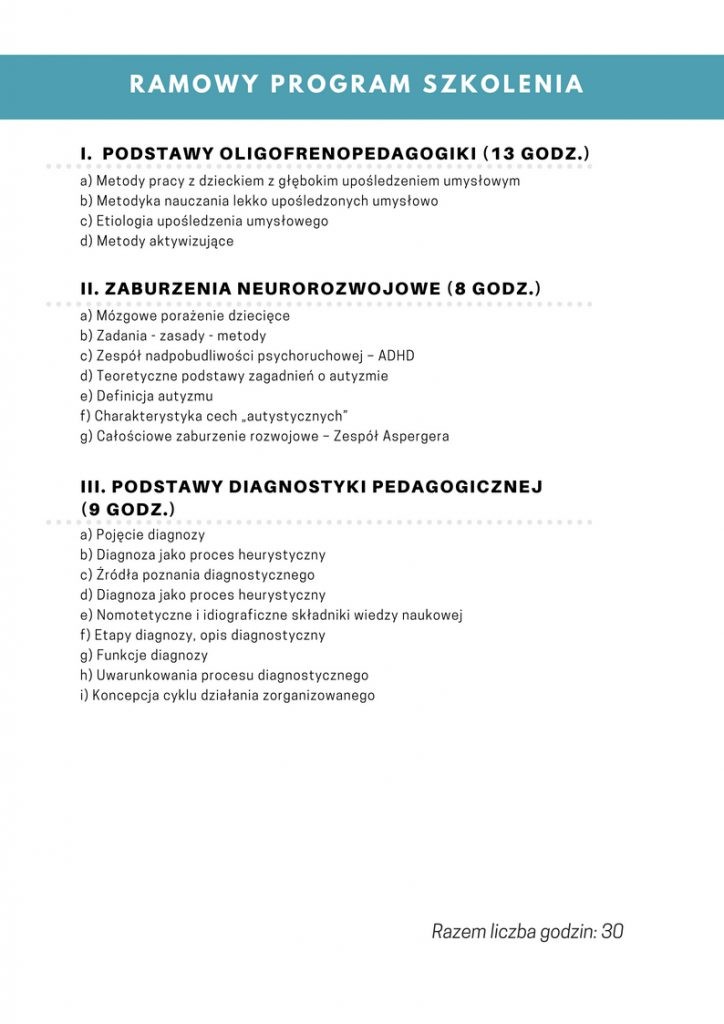 RAMOWY PROGRAM SZKOLENIA
I. PODSTAWY OLIGOFRENOPEDAGOGIKI (13 GODZ.)
a) Metody pracy z dzieckiem z głębokim upośledzeniem umysłowym
b) Metodyka nauczania lekko upośledzonych umysłowo
c) Etiologia upośledzenia umysłowego
d) Metody aktywizujące
II. ZABURZENIA NEUROROZWOJOWE (8 GODZ.)
a) Mózgowe porażenie dziecięce
b) Zadania - zasady - metody
c) Zespół nadpobudliwości psychoruchowej – ADHD
d) Teoretyczne podstawy zagadnień o autyzmie
e) Definicja autyzmu
f) Charakterystyka cech „autystycznych”
g) Całościowe zaburzenie rozwojowe – Zespół Aspergera
III. PODSTAWY DIAGNOSTYKI PEDAGOGICZNEJ
(9 GODZ.)
a) Pojęcie diagnozy
b) Diagnoza jako proces heurystyczny
c) Źródła poznania diagnostycznego
d) Diagnoza jako proces heurystyczny
e) Nomotetyczne i idiograficzne składniki wiedzy naukowej
f) Etapy diagnozy, opis diagnostyczny
g) Funkcje diagnozy
h) Uwarunkowania procesu diagnostycznego
i) Koncepcja cyklu działania zorganizowanego
Razem liczba godzin: 30